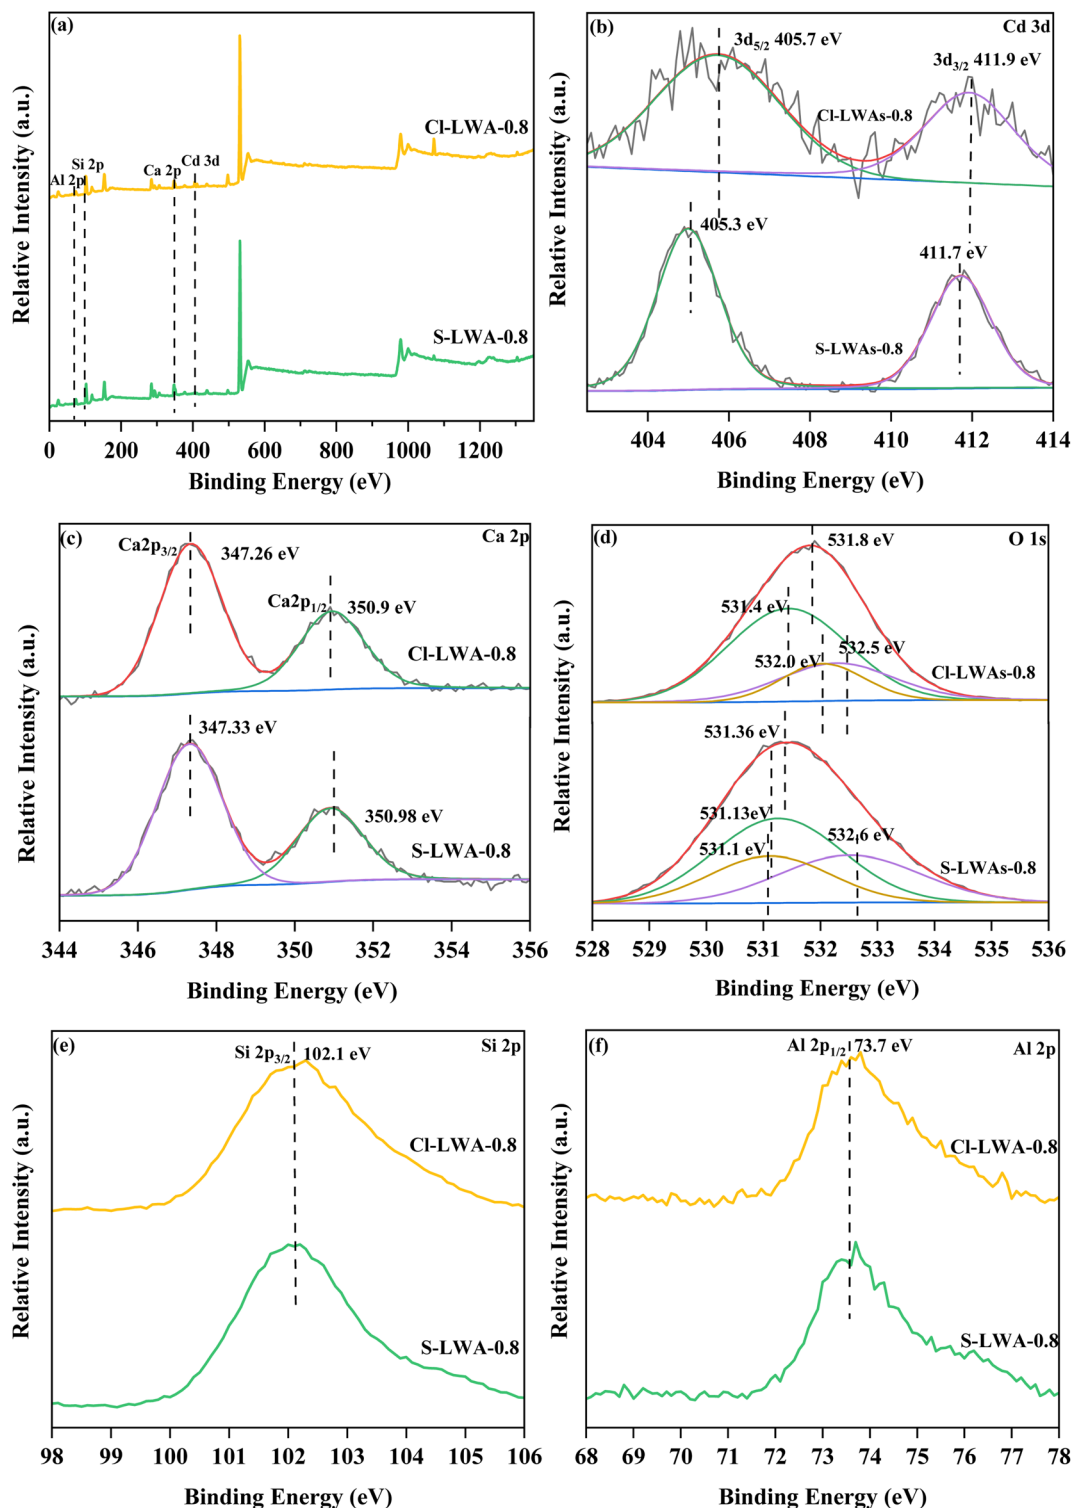 (a)
Cl-LWA-0.8
Si 2p
Al 2p
Ca 2p
Cd 3d
S-LWA-0.8
0 200 400 600 800 1000 1200
Binding Energy (eV)
Relative Intensity (a.u.)
(b)
Cd 3d
3d5/2 405.7 eV
3d3/2 411.9 eV
Cl-LWAs-0.8
405.3 eV
411.7 eV
S-LWAs-0.8
404 406 408 410 412 414
Binding Energy (eV)
Relative Intensity (a.u.)
(c)
Ca 2p
Ca2p3/2
347.26 eV
Ca2p1/2
350.9 eV
Cl-LWA-0.8
347.33 eV
350.98 eV
S-LWA-0.8
344 346 348 350 352 354 356
Binding Energy (eV)
Relative Intensity (a.u.)
(d)
O 1s
531.8 eV
531.4 eV
532.5 eV
532.0 eV
Cl-LWAs-0.8
531.36 eV
531.13eV
532.6 eV
531.1 eV
S-LWAs-0.8
528 529 530 531 532 533 534 535 536
Binding Energy (eV)
Relative Intensity (a.u.)
(e)
Si 2p
Si 2p3/2 102.1 eV
Cl-LWA-0.8
S-LWA-0.8
98 99 100 101 102 103 104 105 106
Binding Energy (eV)
Relative Intensity (a.u.)
(f)
Al 2p
Al 2p1/2 73.7 eV
Cl-LWA-0.8
S-LWA-0.8
68 69 70 71 72 73 74 75 76 77 78
Binding Energy (eV)
Relative Intensity (a.u.)